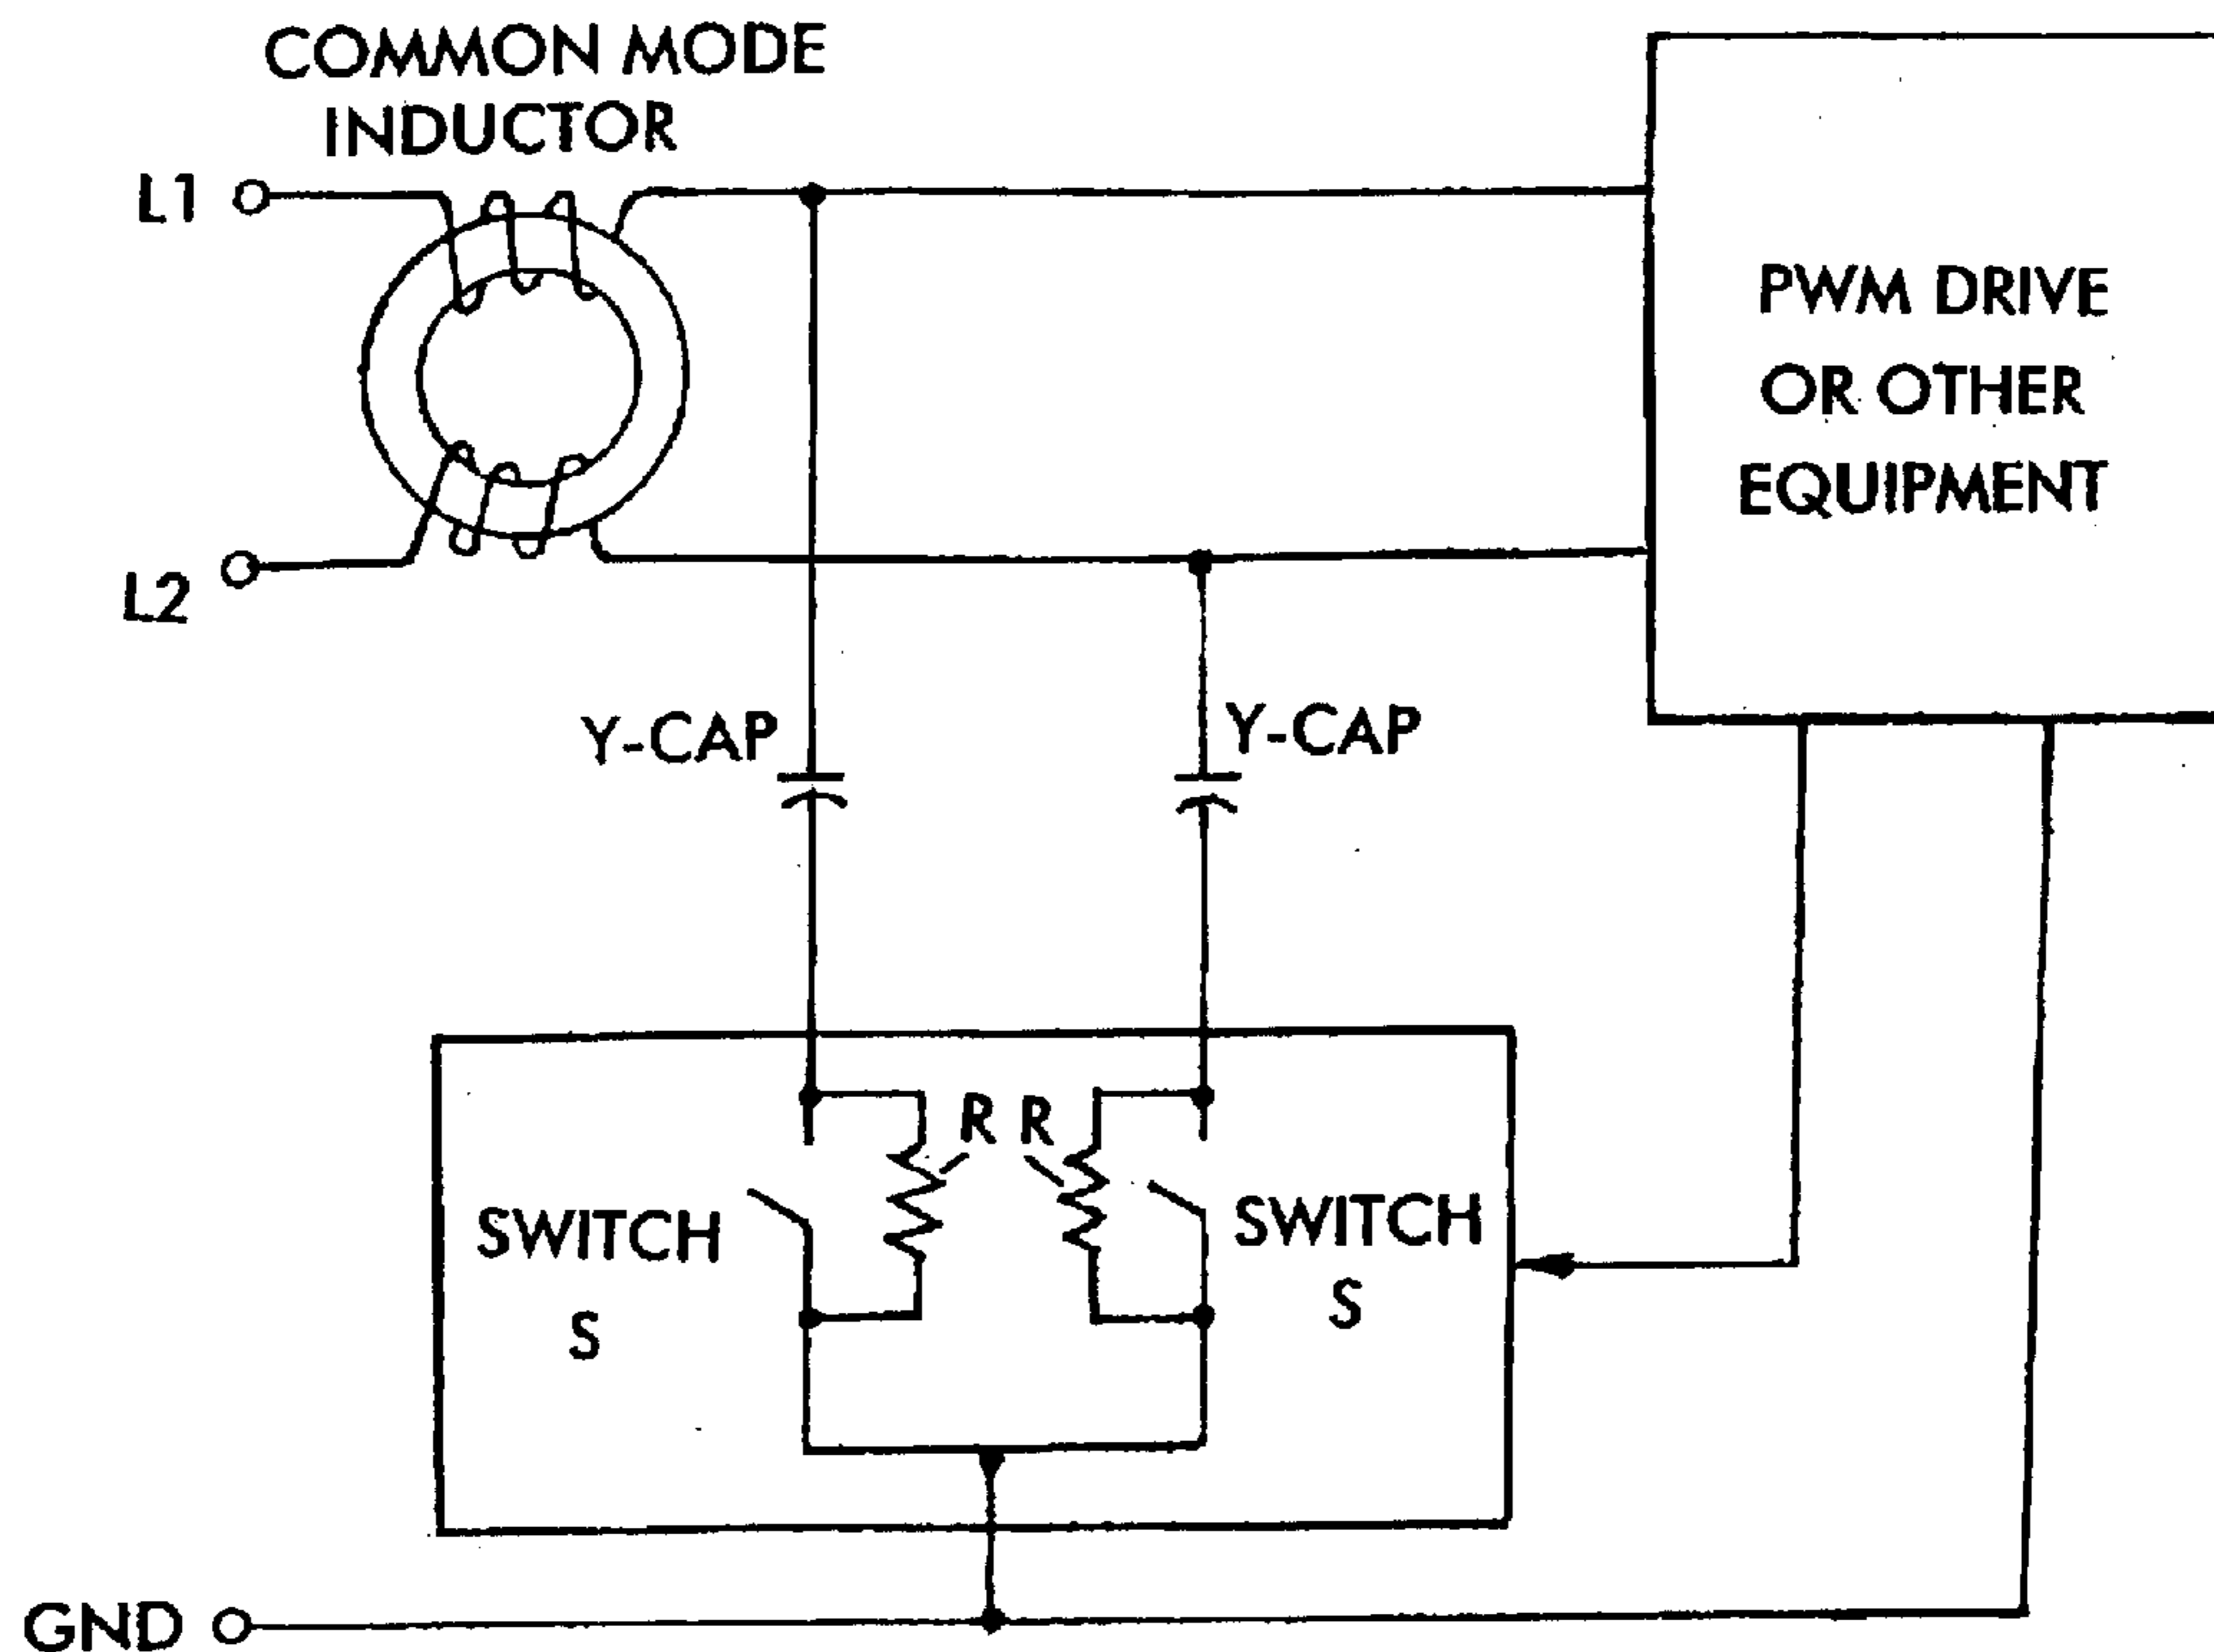 COMMON MODE
INDUCTOR
L1
L2
PWM DRIVE
OR OTHER
EQUIPMENT
Y-CAP
Y-CAP
R R
SWITCH
S
SWITCH
S
GND